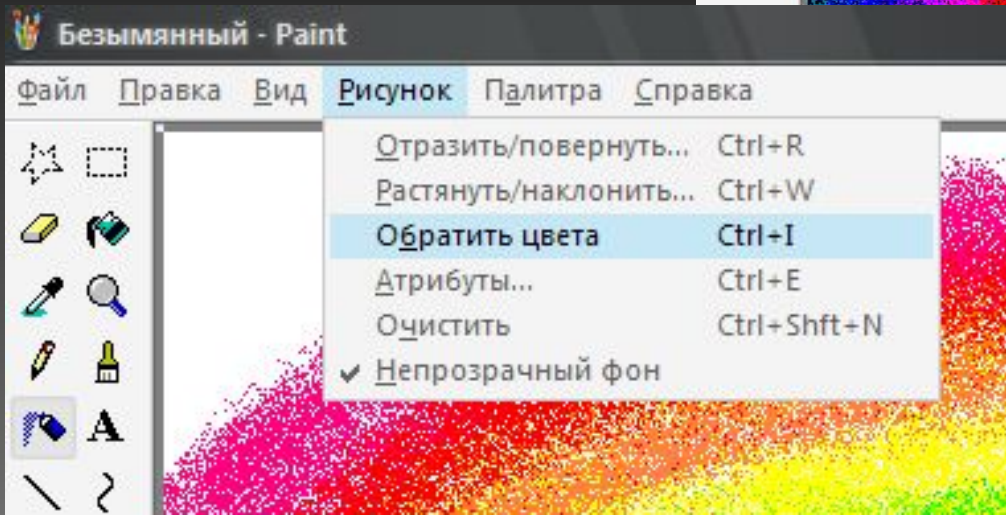 Безымянный - Paint
Файл Правка Вид Рисунок Палитра Справка
Отразить/повернуть... Ctrl+R
Растянуть/наклонить... Ctrl+W
Обратить цвета Ctrl+I
Атрибуты... Ctrl+E
Очистить Ctrl+Shft+N
Непрозрачный фон
A